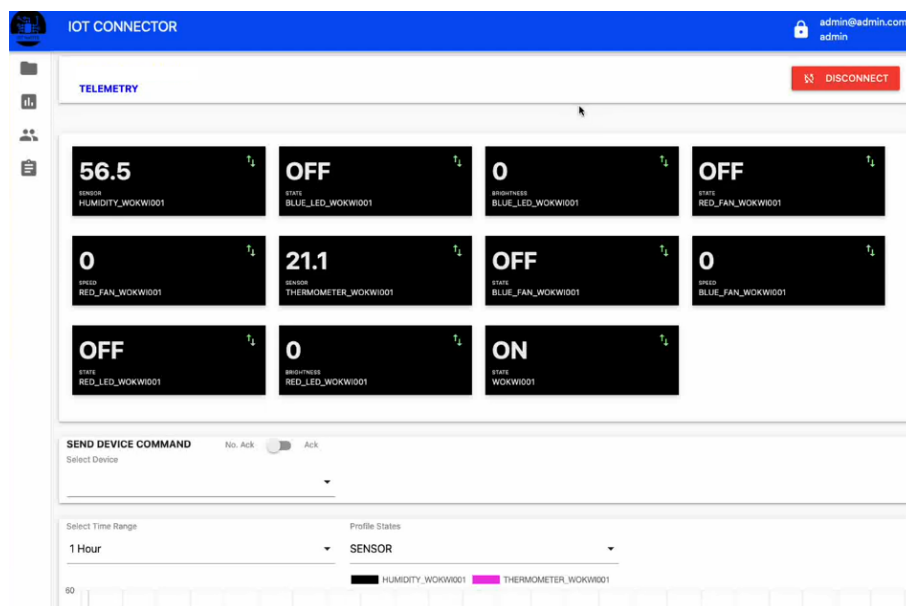 IOT CONNECTOR
admin@admin.com
admin
TELEMETRY
DISCONNECT
56.5
SENSOR
HUMIDITY_WOKWI001
OFF
STATE
BLUE_LED_WOKWI001
0
BRIGHTNESS
BLUE_LED_WOKWI001
OFF
STATE
RED_FAN_WOKWI001
0
SPEED
RED_FAN_WOKWI001
21.1
SENSOR
THERMOMETER_WOKWI001
OFF
STATE
BLUE_FAN_WOKWI001
0
SPEED
BLUE_FAN_WOKWI001
OFF
STATE
RED_LED_WOKWI001
0
BRIGHTNESS
RED_LED_WOKWI001
ON
STATE
WOKWI001
SEND DEVICE COMMAND No. Ack Ack
Select Device
Select Time Range Profile States
1 Hour SENSOR
HUMIDITY_WOKWI001 THERMOMETER_WOKWI001
60